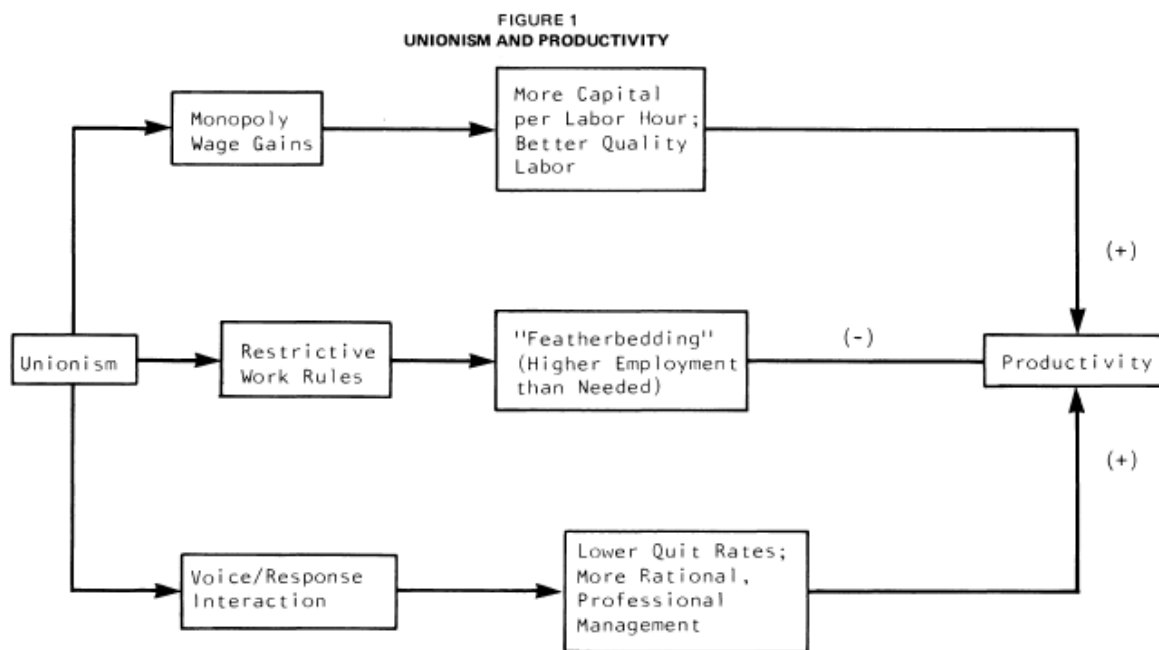 FIGURE 1
UNIONISM AND PRODUCTIVITY
Monopoly
Wage Gains
More Capital
per Labor Hour;
Better Quality
Labor
(+)
Unionism
Restrictive
Work Rules
"Featherbedding"
(Higher Employment
than Needed)
(-)
Productivity
(+)
Voice/Response
Interaction
Lower Quit Rates;
More Rational,
Professional
Management